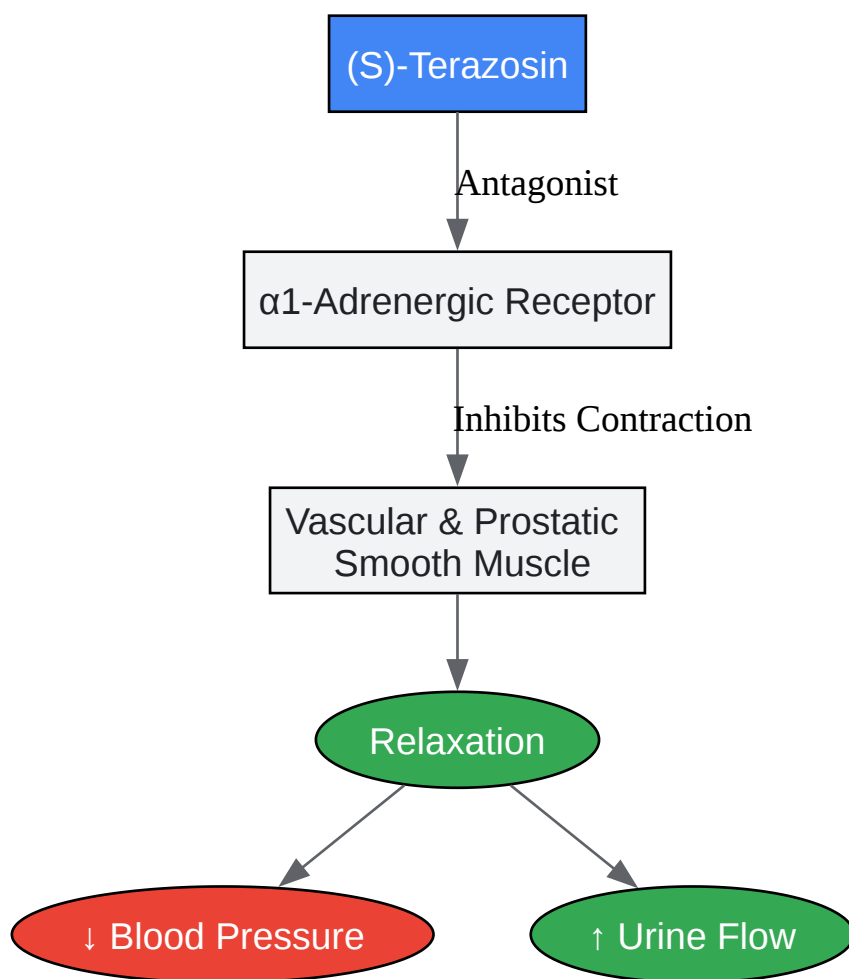 (S)-Terazosin
Antagonist
α1-Adrenergic Receptor
Inhibits Contraction
Vascular & Prostatic
Smooth Muscle
Relaxation
↓ Blood Pressure
↑ Urine Flow